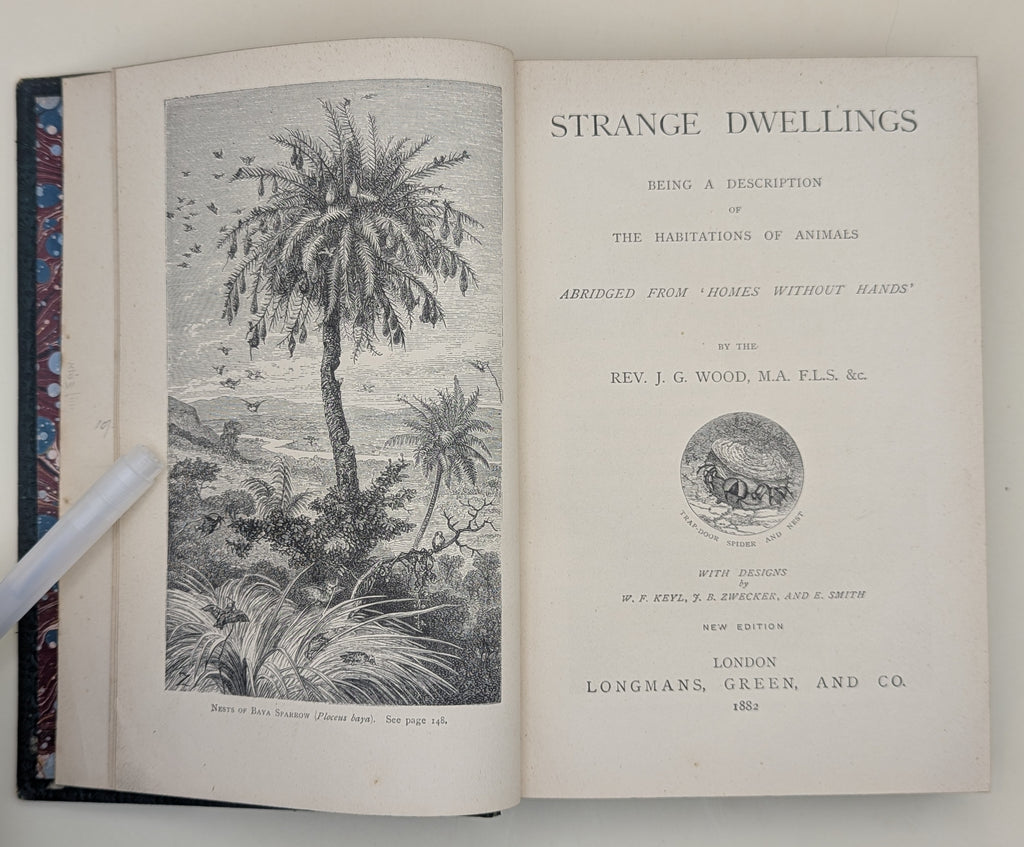 NESTS OF BAYA SPARROW (Ploceus baya). See page 148.
STRANGE DWELLINGS
BEING A DESCRIPTION
OF
THE HABITATIONS OF ANIMALS
ABRIDGED FROM ‘HOMES WITHOUT HANDS’
BY THE
REV. J. G. WOOD, M.A. F.L.S. &c.
TRAP-DOOR SPIDER AND NEST
WITH DESIGNS
by
W. F. KEYL, J. B. ZWECKER, AND E. SMITH
NEW EDITION
LONDON
LONGMANS, GREEN, AND CO.
1882